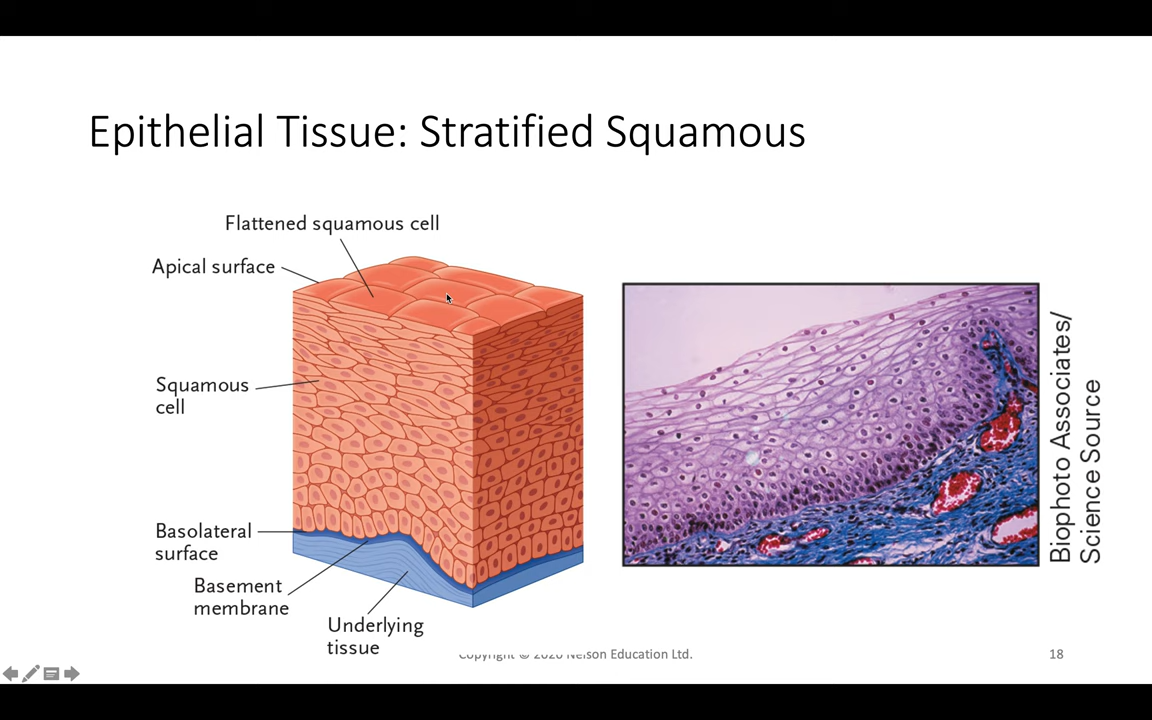 Epithelial Tissue: Stratified Squamous
Flattened squamous cell
Apical surface
Squamous
cell
Basolateral
surface
Basement
membrane
Underlying
tissue
Biophoto Associates/
Science Source
Copyright © 2020 Nelson Education Ltd.
18